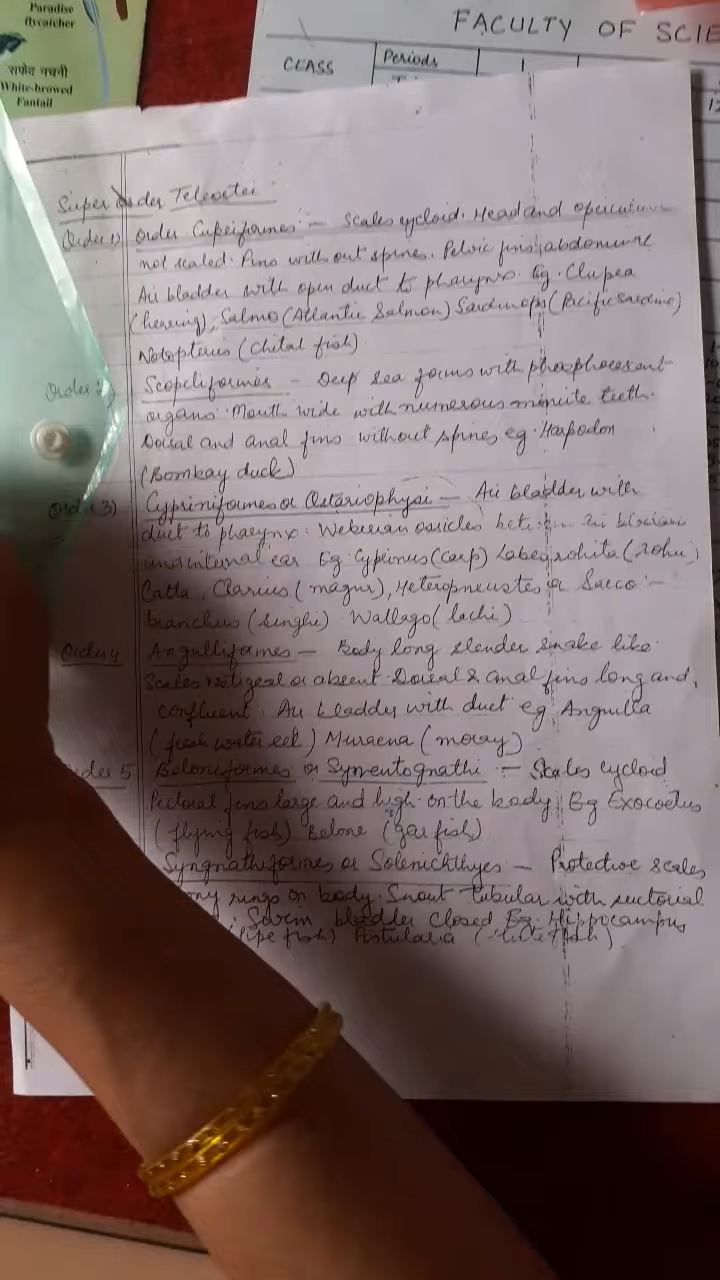 Paradise
flycatcher
सफेद नचनी
White-browed
Fantail
FACULTY OF SCIE
CLASS
Periods
I
Super order Teleostei
Order 1) Order Cupeiformes :- Scales cycloid. Head and operculum
not scaled. Fins with out spines. Pelvic fins abdominal
Air bladder with open duct to pharynx. Eg. Clupea
(herring), Salmo (Atlantic Salmon) Sardinops (Pacific sardine)
Notopterus (Chital fish).
Order Scopeliformes - Deep sea forms with phosphorescent
organs. Mouth wide with numerous minute teeth.
Dorsal and anal fins without spines eg. Harpodon
(Bombay duck)
3) Cypriniformes or Ostariophysi - Air bladder with
duct to pharynx. Weberian ossicles between air bladder
and internal ear. Eg. Cyprinus (carp) Labeo rohita (rohu)
Catla, Clarius (magur), Heteropneustes or Sacco-
branchus (singhi) Wallago (lachi)
Order 4 Angulliformes - Body long slender snake like.
Scales vestigeal or absent. Dorsal & anal fins long and
confluent. Air bladder with duct eg. Anguilla
(fresh water eel) Muraena (moray)
5 Beloniformes or Synentognathi - Scales cycloid
Pectoral fins large and high on the body. Eg Exocoetus
(flying fish) Belone (gar fish)
Syngnathiformes or Solenichthyes - Protective scales
rings on body. Snout tubular with suctorial
Swim bladder closed Eg. Hippocampus
fish) Fistularia (flute fish)